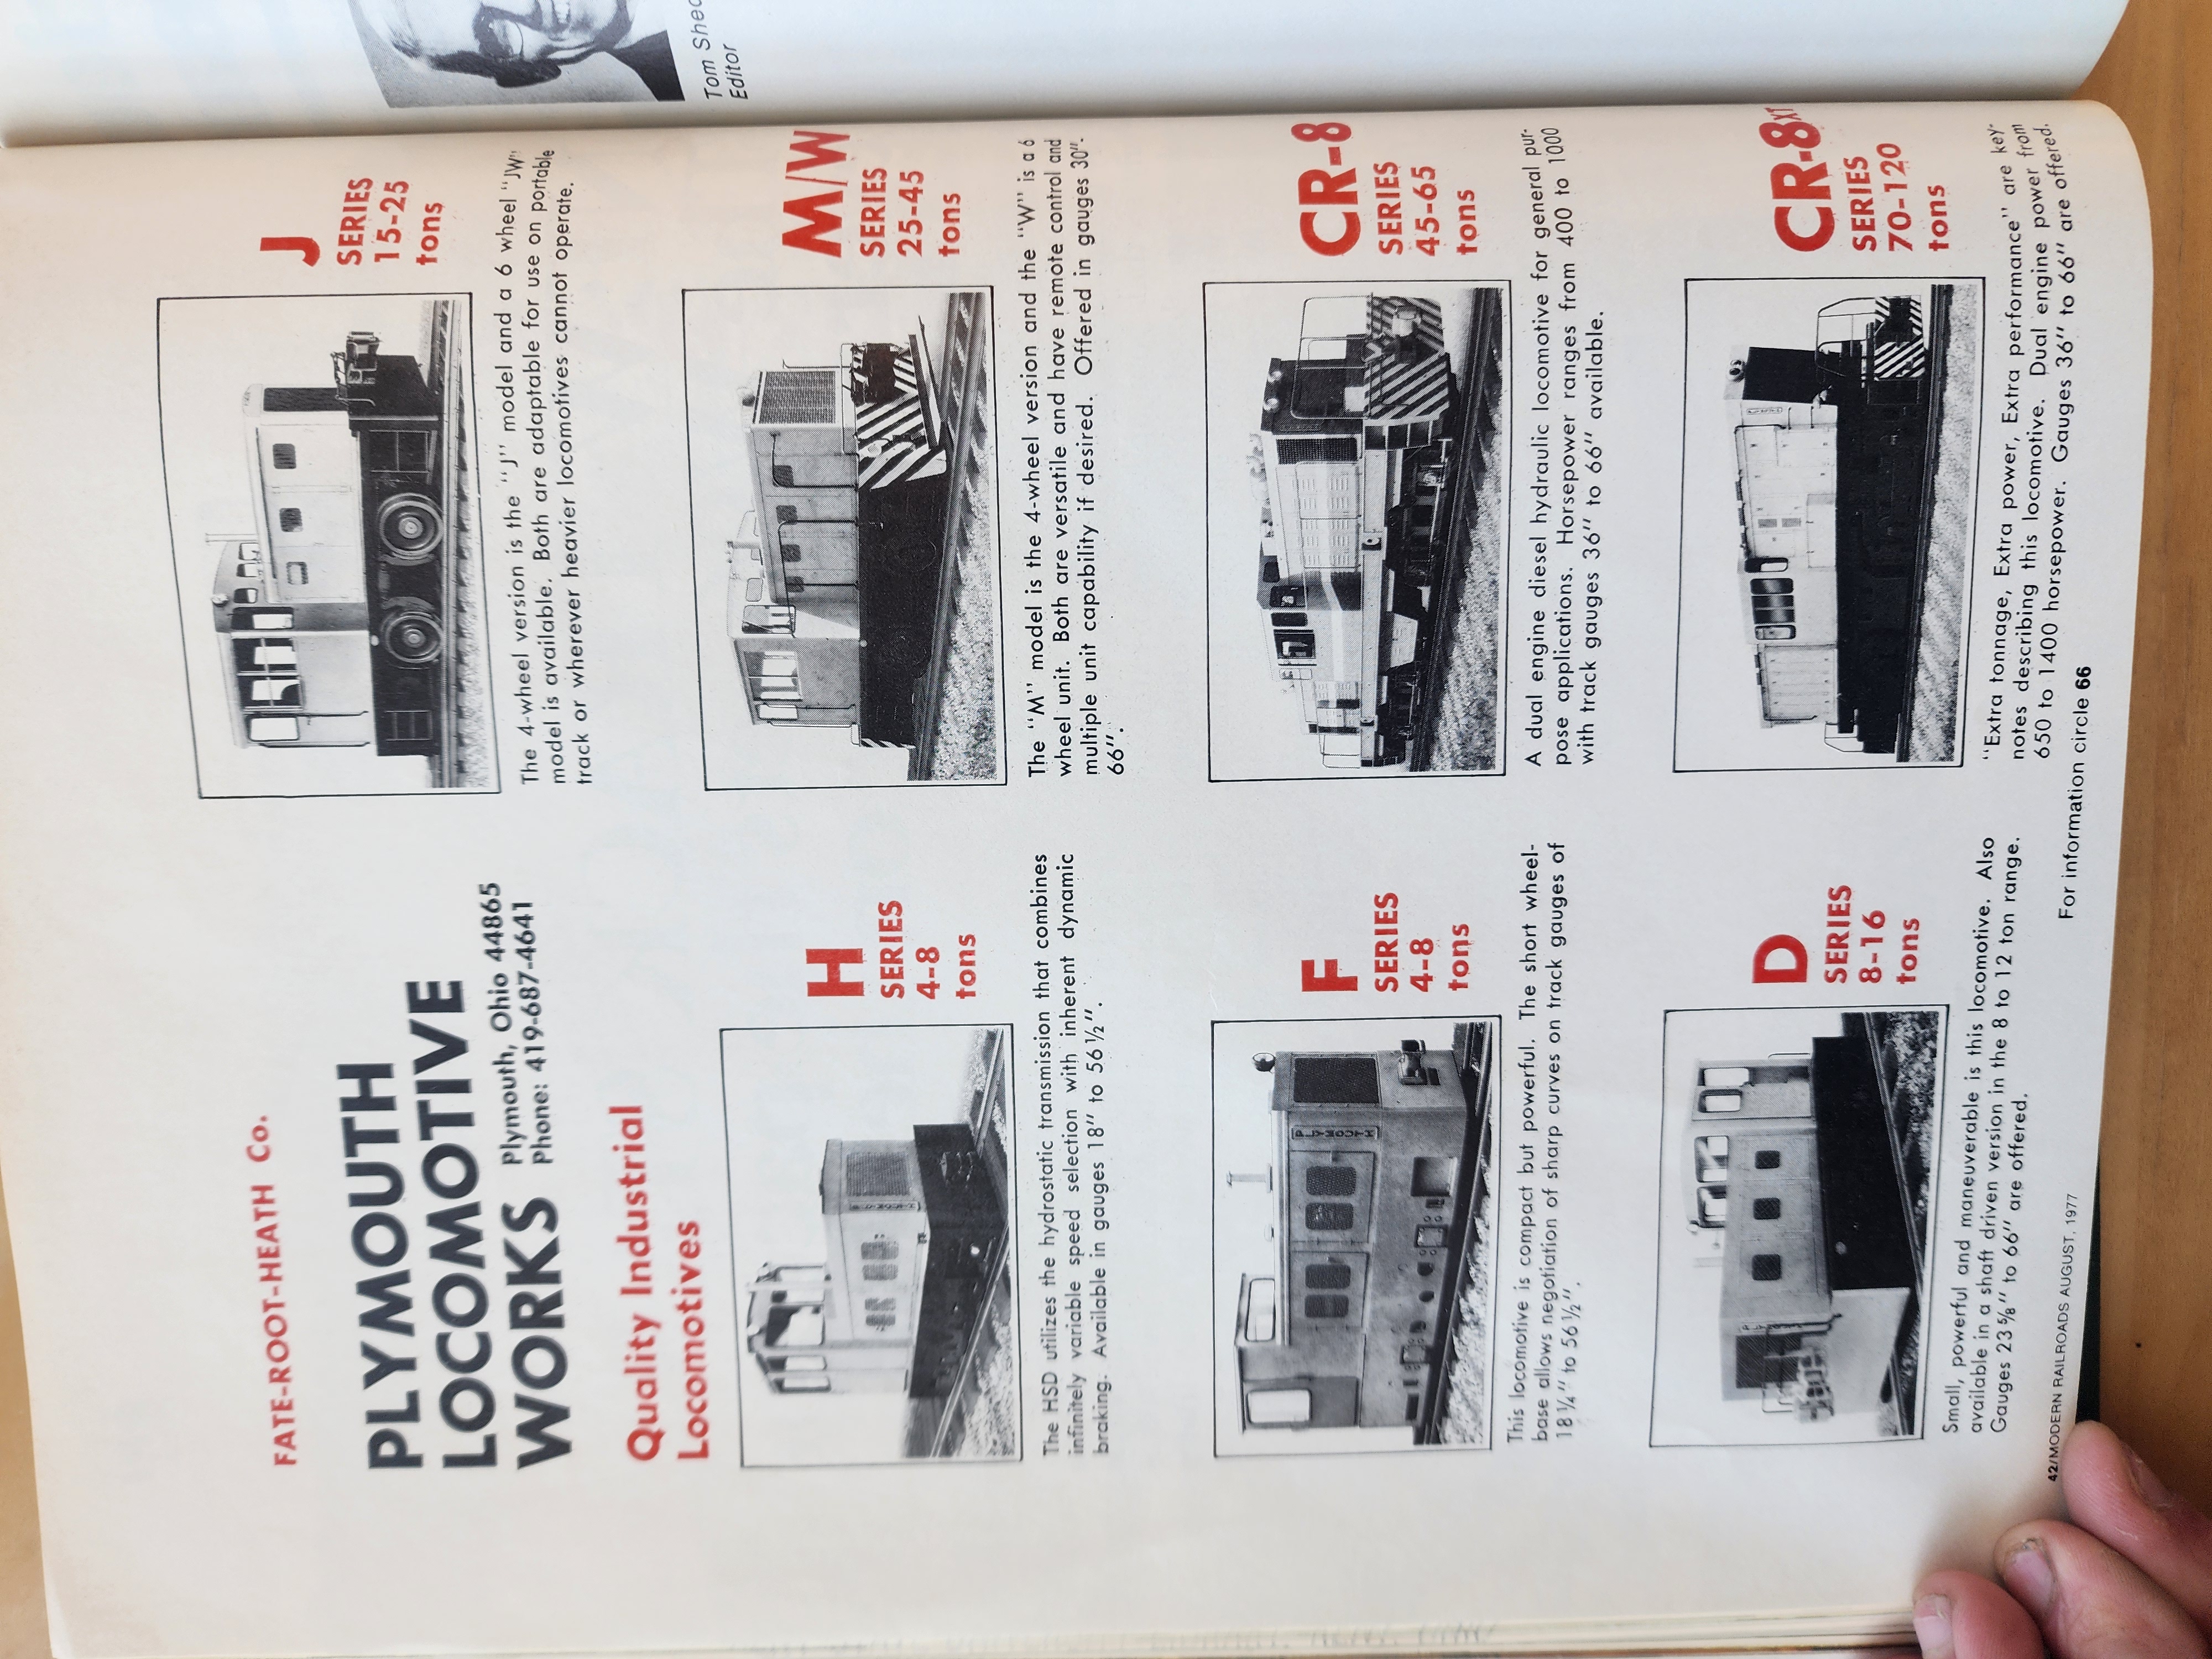 FATE-ROOT-HEATH Co.
PLYMOUTH
LOCOMOTIVE
WORKS
Plymouth, Ohio 44865
Phone: 419-687-4641
Quality Industrial
Locomotives
H
SERIES
4-8
tons
The HSD utilizes the hydrostatic transmission that combines
infinitely variable speed selection with inherent dynamic
braking. Available in gauges 18" to 56½".
F
SERIES
4-8
tons
PLYMOUTH
This locomotive is compact but powerful. The short wheel-
base allows negotiation of sharp curves on track gauges of
18¼" to 56½".
D
SERIES
8-16
tons
Small, powerful and maneuverable is this locomotive. Also
available in a shaft driven version in the 8 to 12 ton range.
Gauges 23⅝" to 66" are offered.
J
SERIES
15-25
tons
The 4-wheel version is the "J" model and a 6 wheel "JW"
model is available. Both are adaptable for use on portable
track or wherever heavier locomotives cannot operate.
M/W
SERIES
25-45
tons
The "M" model is the 4-wheel version and the "W" is a 6
wheel unit. Both are versatile and have remote control and
multiple unit capability if desired. Offered in gauges 30".
66".
CR-8
SERIES
45-65
tons
A dual engine diesel hydraulic locomotive for general pur-
pose applications. Horsepower ranges from 400 to 1000
with track gauges 36" to 66" available.
CR-8XT
SERIES
70-120
tons
"Extra tonnage, Extra power, Extra performance" are key-
notes describing this locomotive. Dual engine power from
650 to 1400 horsepower. Gauges 36" to 66" are offered.
For information circle 66
42/MODERN RAILROADS AUGUST, 1977
Tom
Editor